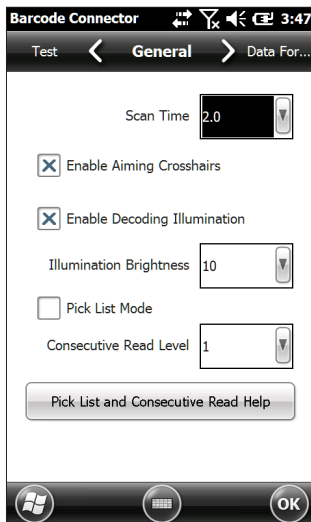 Barcode Connector 3:47
Test General Data For...
Scan Time 2.0
Enable Aiming Crosshairs
Enable Decoding Illumination
Illumination Brightness 10
Pick List Mode
Consecutive Read Level 1
Pick List and Consecutive Read Help
OK